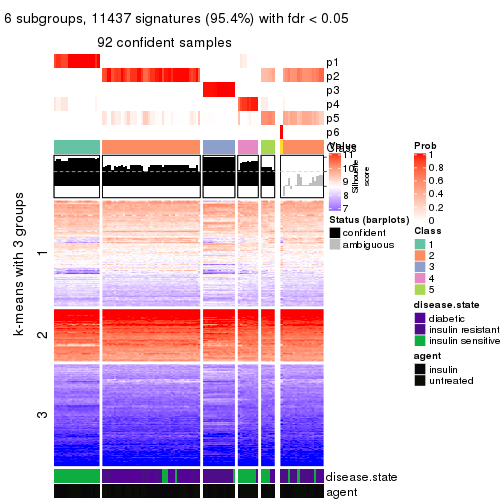 6 subgroups, 11437 signatures (95.4%) with fdr < 0.05
92 confident samples
p1
p2
p3
p4
p5
p6
Class
Value
11
10
9
8
7
Silhouette
score
Prob
1
0.8
0.6
0.4
0.2
0
Status (barplots)
confident
ambiguous
Class
1
2
3
4
5
disease.state
diabetic
insulin resistant
insulin sensitive
agent
insulin
untreated
k-means with 3 groups
1
2
3
disease.state
agent